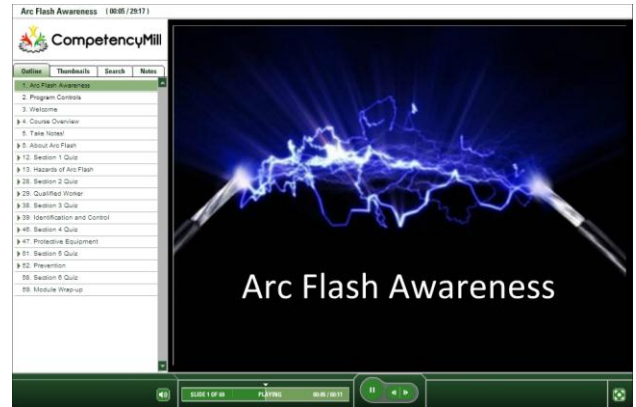 Arc Flash Awareness ( 00:05 / 29:17 )
CompetencyMill
Outline Thumbnails Search Notes
1. Arc Flash Awareness
2. Program Controls
3. Welcome
4. Course Overview
5. Take Notes!
6. About Arc Flash
12. Section 1 Quiz
13. Hazards of Arc Flash
28. Section 2 Quiz
29. Qualified Worker
38. Section 3 Quiz
39. Identification and Control
46. Section 4 Quiz
47. Protective Equipment
51. Section 5 Quiz
52. Prevention
58. Section 6 Quiz
59. Module Wrap-up
Arc Flash Awareness
SLIDE 1 OF 59 PLAYING 00:05 / 00:11